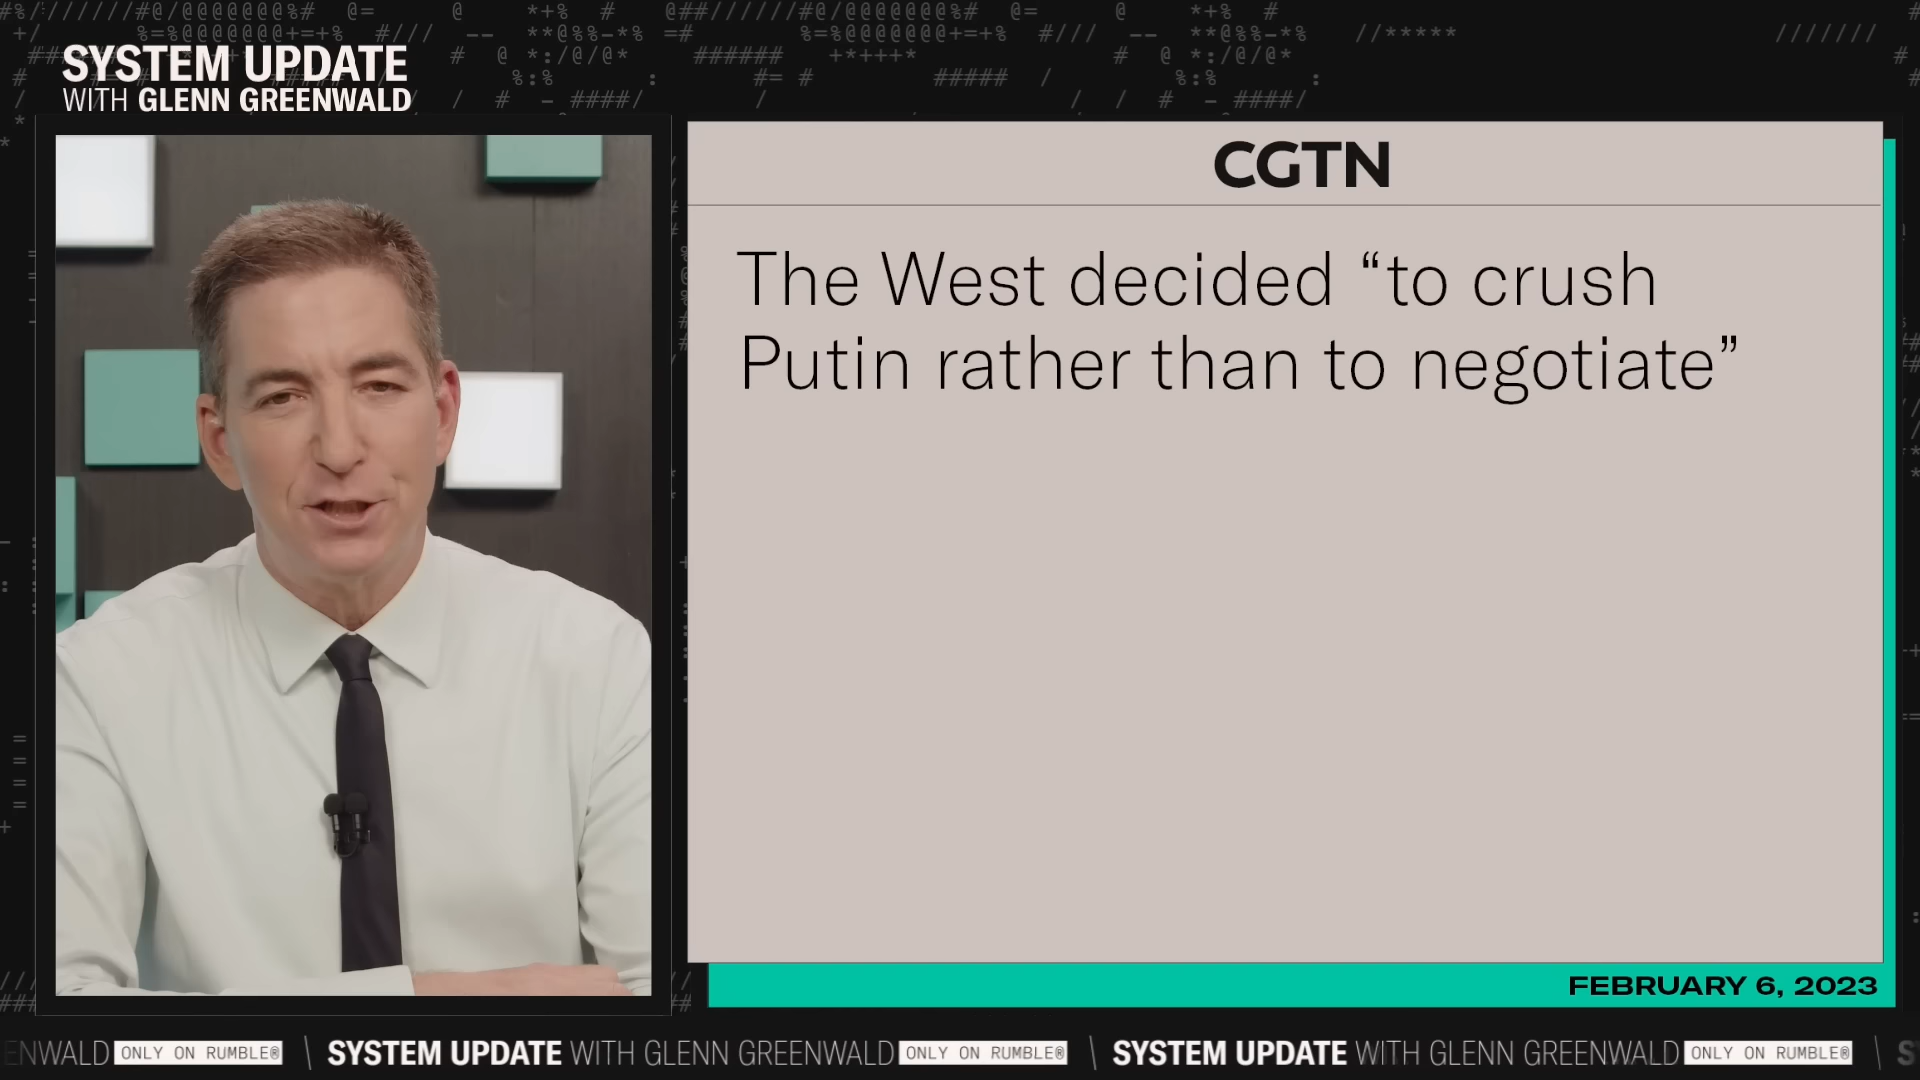 SYSTEM UPDATE
WITH GLENN GREENWALD
CGTN
The West decided “to crush
Putin rather than to negotiate”
FEBRUARY 6, 2023
ENWALD ONLY ON RUMBLE® \ SYSTEM UPDATE WITH GLENN GREENWALD ONLY ON RUMBLE® \ SYSTEM UPDATE WITH GLENN GREENWALD ONLY ON RUMBLE® \ S